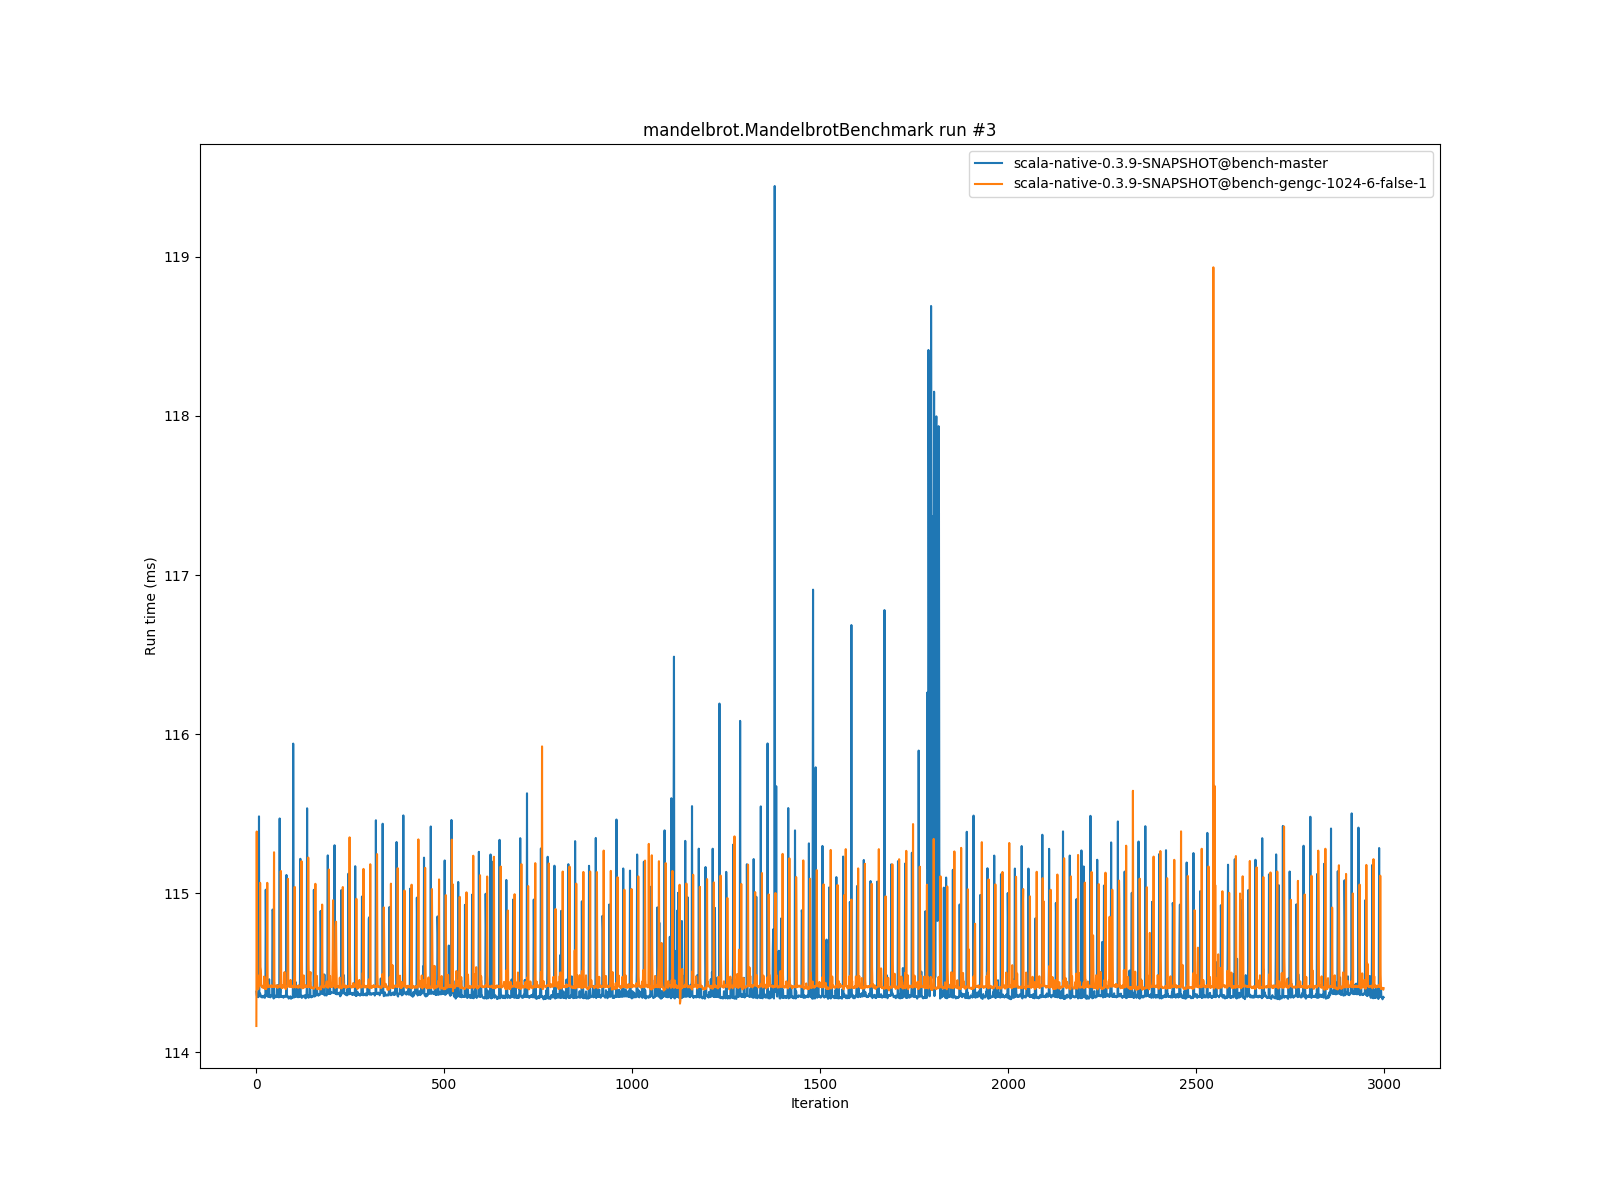 mandelbrot.MandelbrotBenchmark run #3
scala-native-0.3.9-SNAPSHOT@bench-master
scala-native-0.3.9-SNAPSHOT@bench-gengc-1024-6-false-1
119
118
117
116
115
114
Run time (ms)
0 500 1000 1500 2000 2500 3000
Iteration